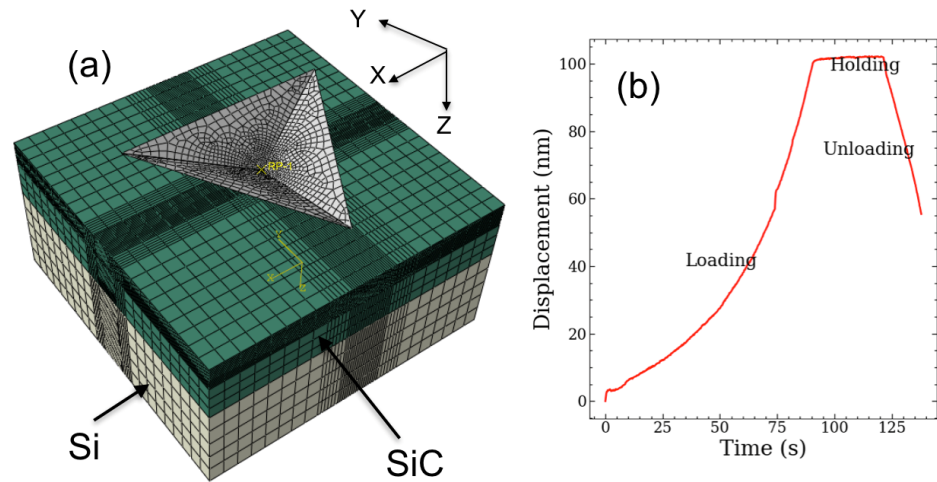 (a)
Y
X
Z
RP-1
Si
SiC
(b)
Displacement (nm)
100
80
60
40
20
0
Holding
Unloading
Loading
0
25
50
75
100
125
Time (s)